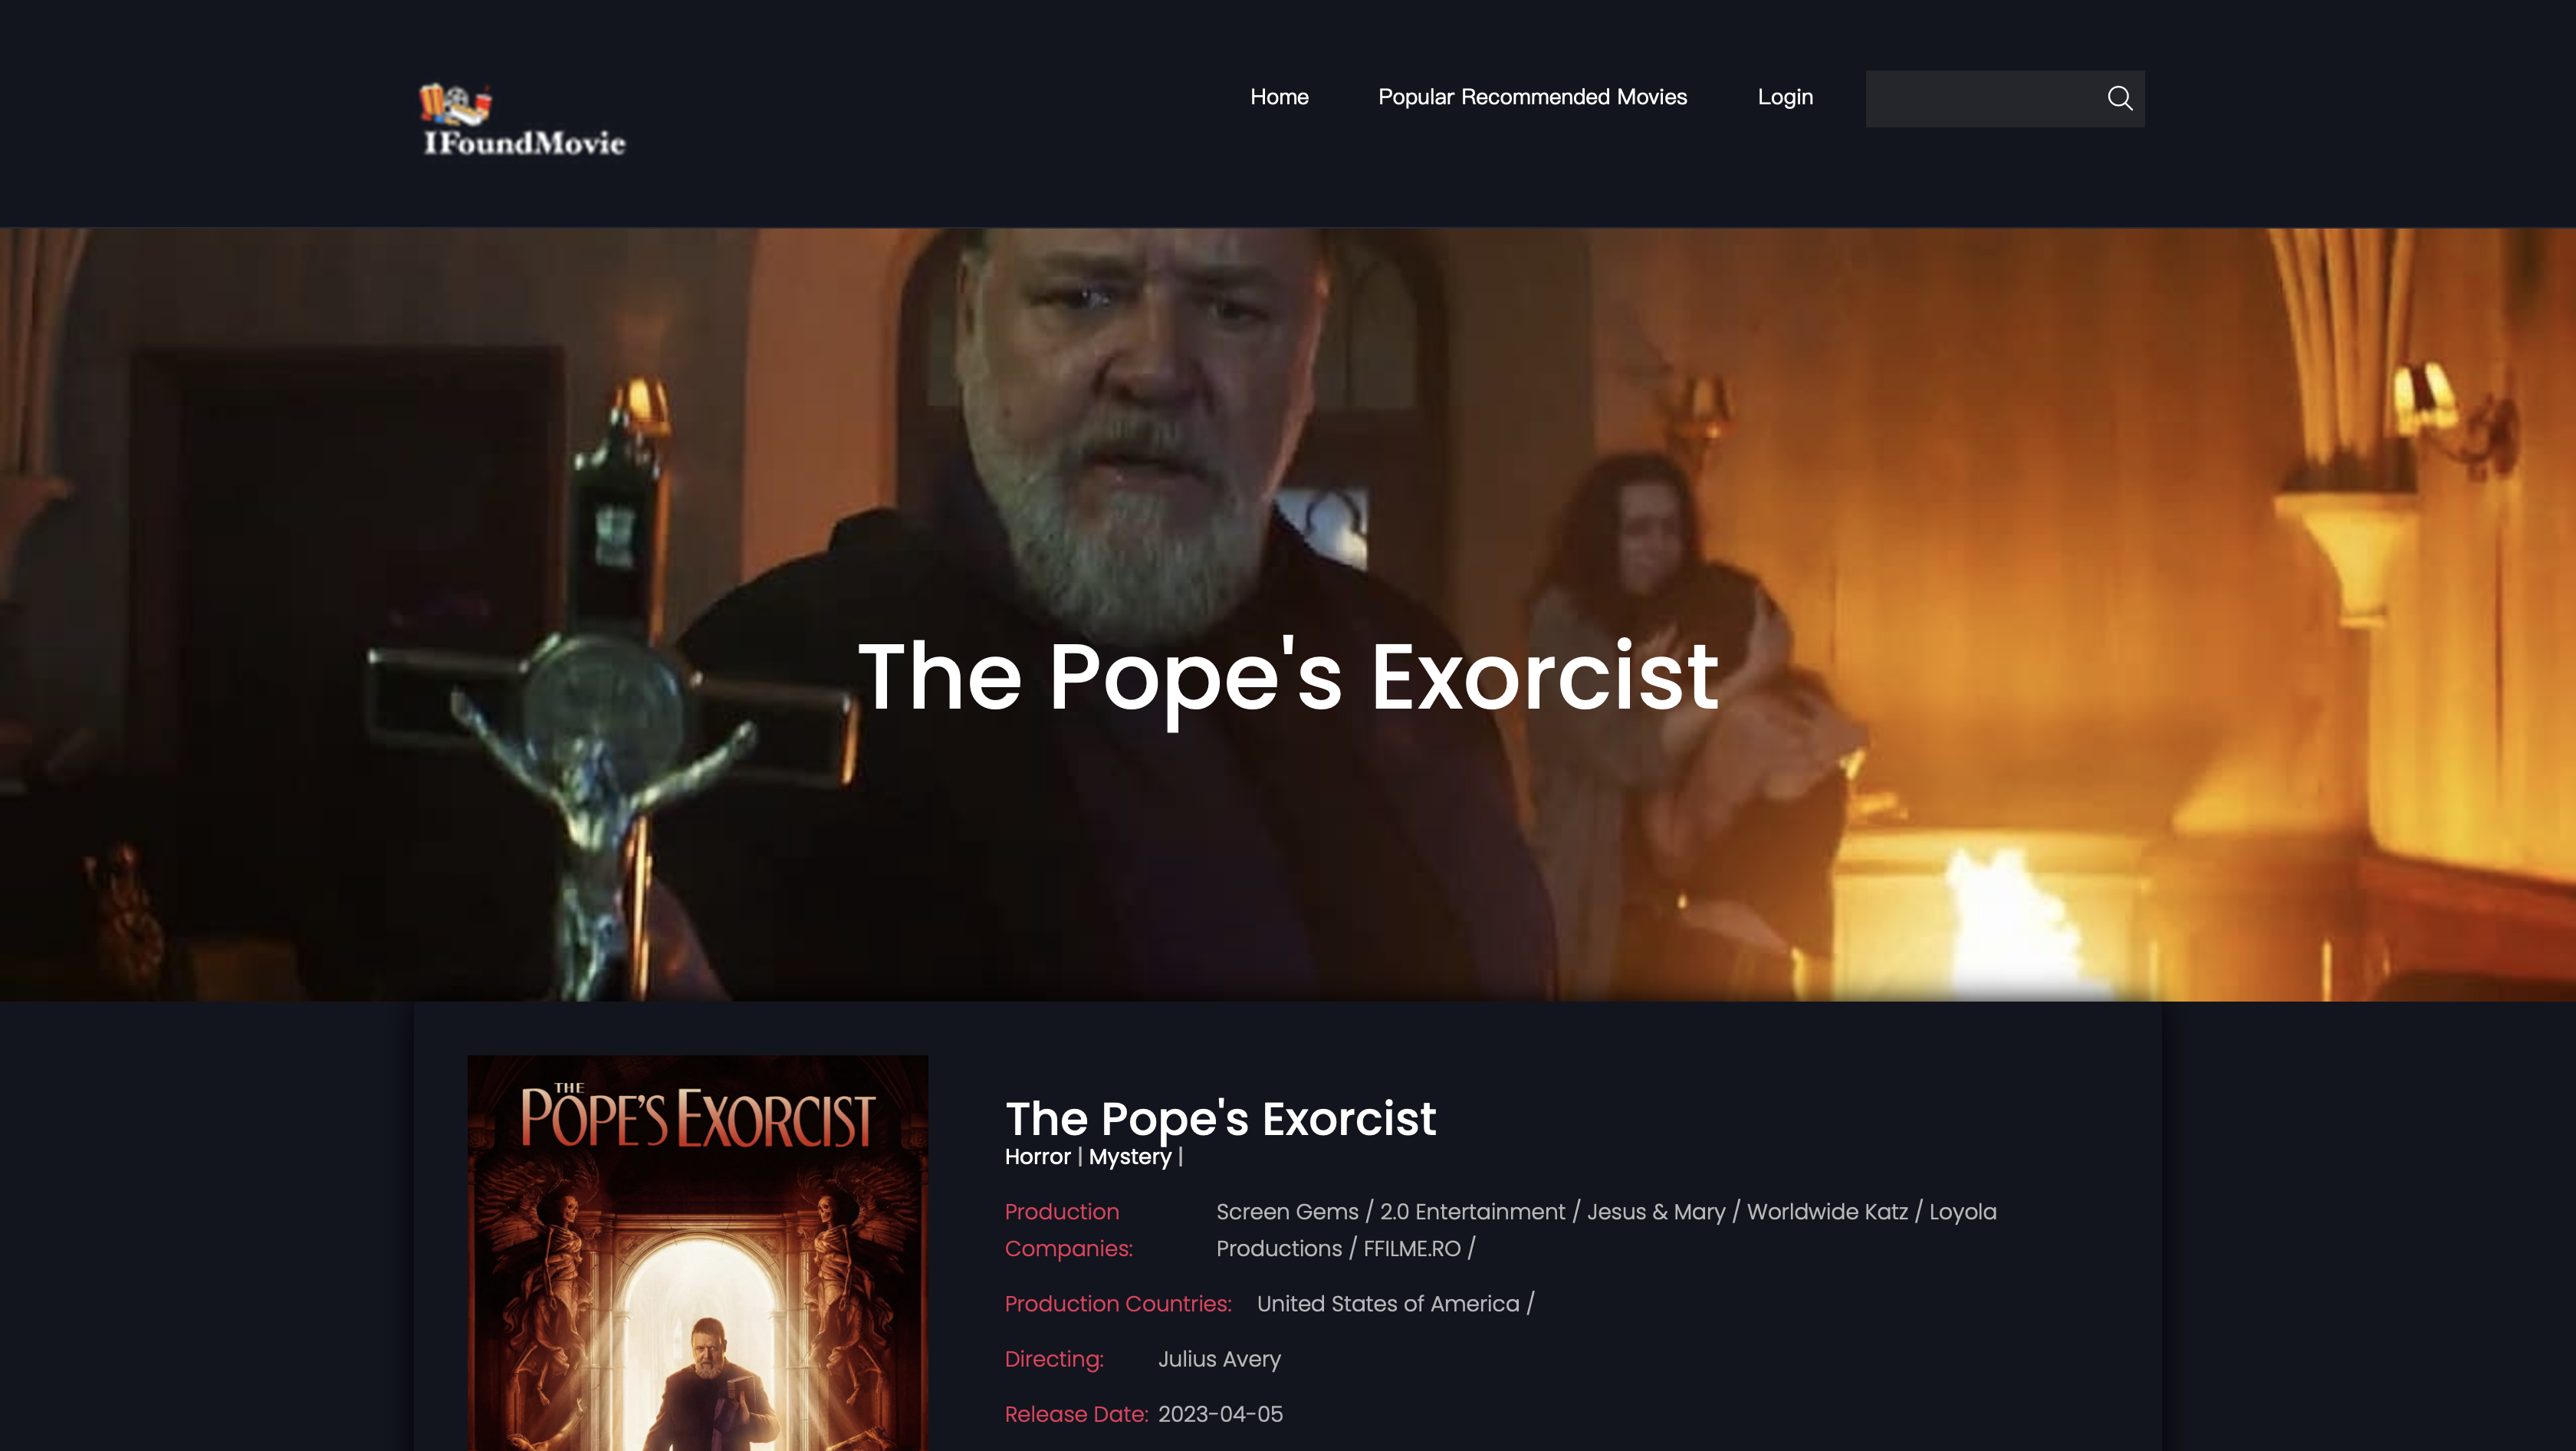 IFoundMovie
Home Popular Recommended Movies Login
The Pope's Exorcist
THE
POPE'S EXORCIST
The Pope's Exorcist
Horror | Mystery |
Production Companies: Screen Gems / 2.0 Entertainment / Jesus & Mary / Worldwide Katz / Loyola
Productions / FFILME.RO /
Production Countries: United States of America /
Directing: Julius Avery
Release Date: 2023-04-05